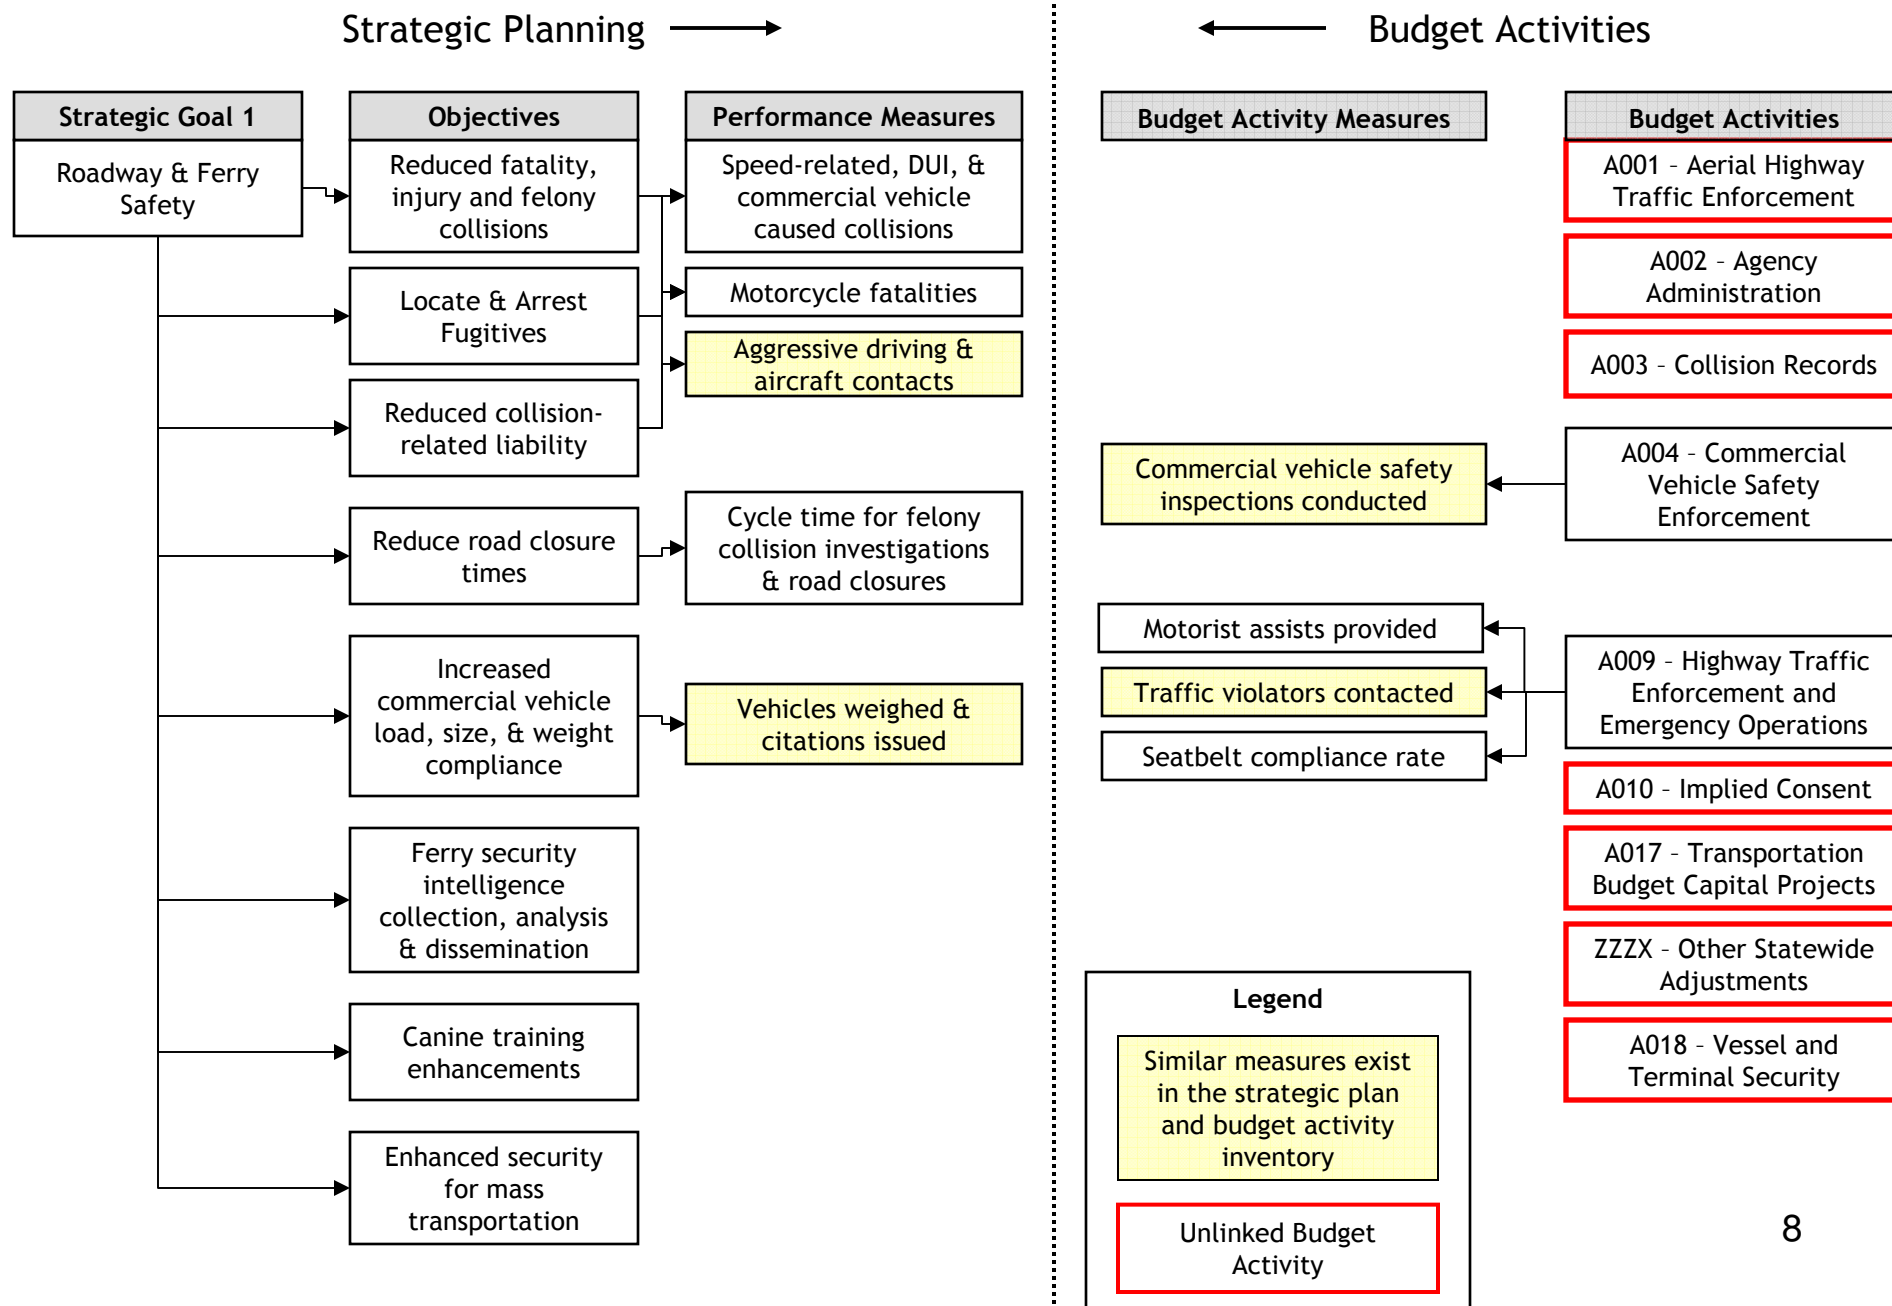 Strategic Planning
Budget Activities
Strategic Goal 1
Roadway & Ferry
Safety
Objectives
Reduced fatality,
injury and felony
collisions
Locate & Arrest
Fugitives
Reduced collision-
related liability
Reduce road closure
times
Increased
commercial vehicle
load, size, & weight
compliance
Ferry security
intelligence
collection, analysis
& dissemination
Canine training
enhancements
Enhanced security
for mass
transportation
Performance Measures
Speed-related, DUI, &
commercial vehicle
caused collisions
Motorcycle fatalities
Aggressive driving &
aircraft contacts
Cycle time for felony
collision investigations
& road closures
Vehicles weighed &
citations issued
Budget Activity Measures
Commercial vehicle safety
inspections conducted
Motorist assists provided
Traffic violators contacted
Seatbelt compliance rate
Budget Activities
A001 – Aerial Highway
Traffic Enforcement
A002 – Agency
Administration
A003 – Collision Records
A004 – Commercial
Vehicle Safety
Enforcement
A009 – Highway Traffic
Enforcement and
Emergency Operations
A010 – Implied Consent
A017 – Transportation
Budget Capital Projects
ZZZX – Other Statewide
Adjustments
A018 – Vessel and
Terminal Security
Legend
Similar measures exist
in the strategic plan
and budget activity
inventory
Unlinked Budget
Activity
8